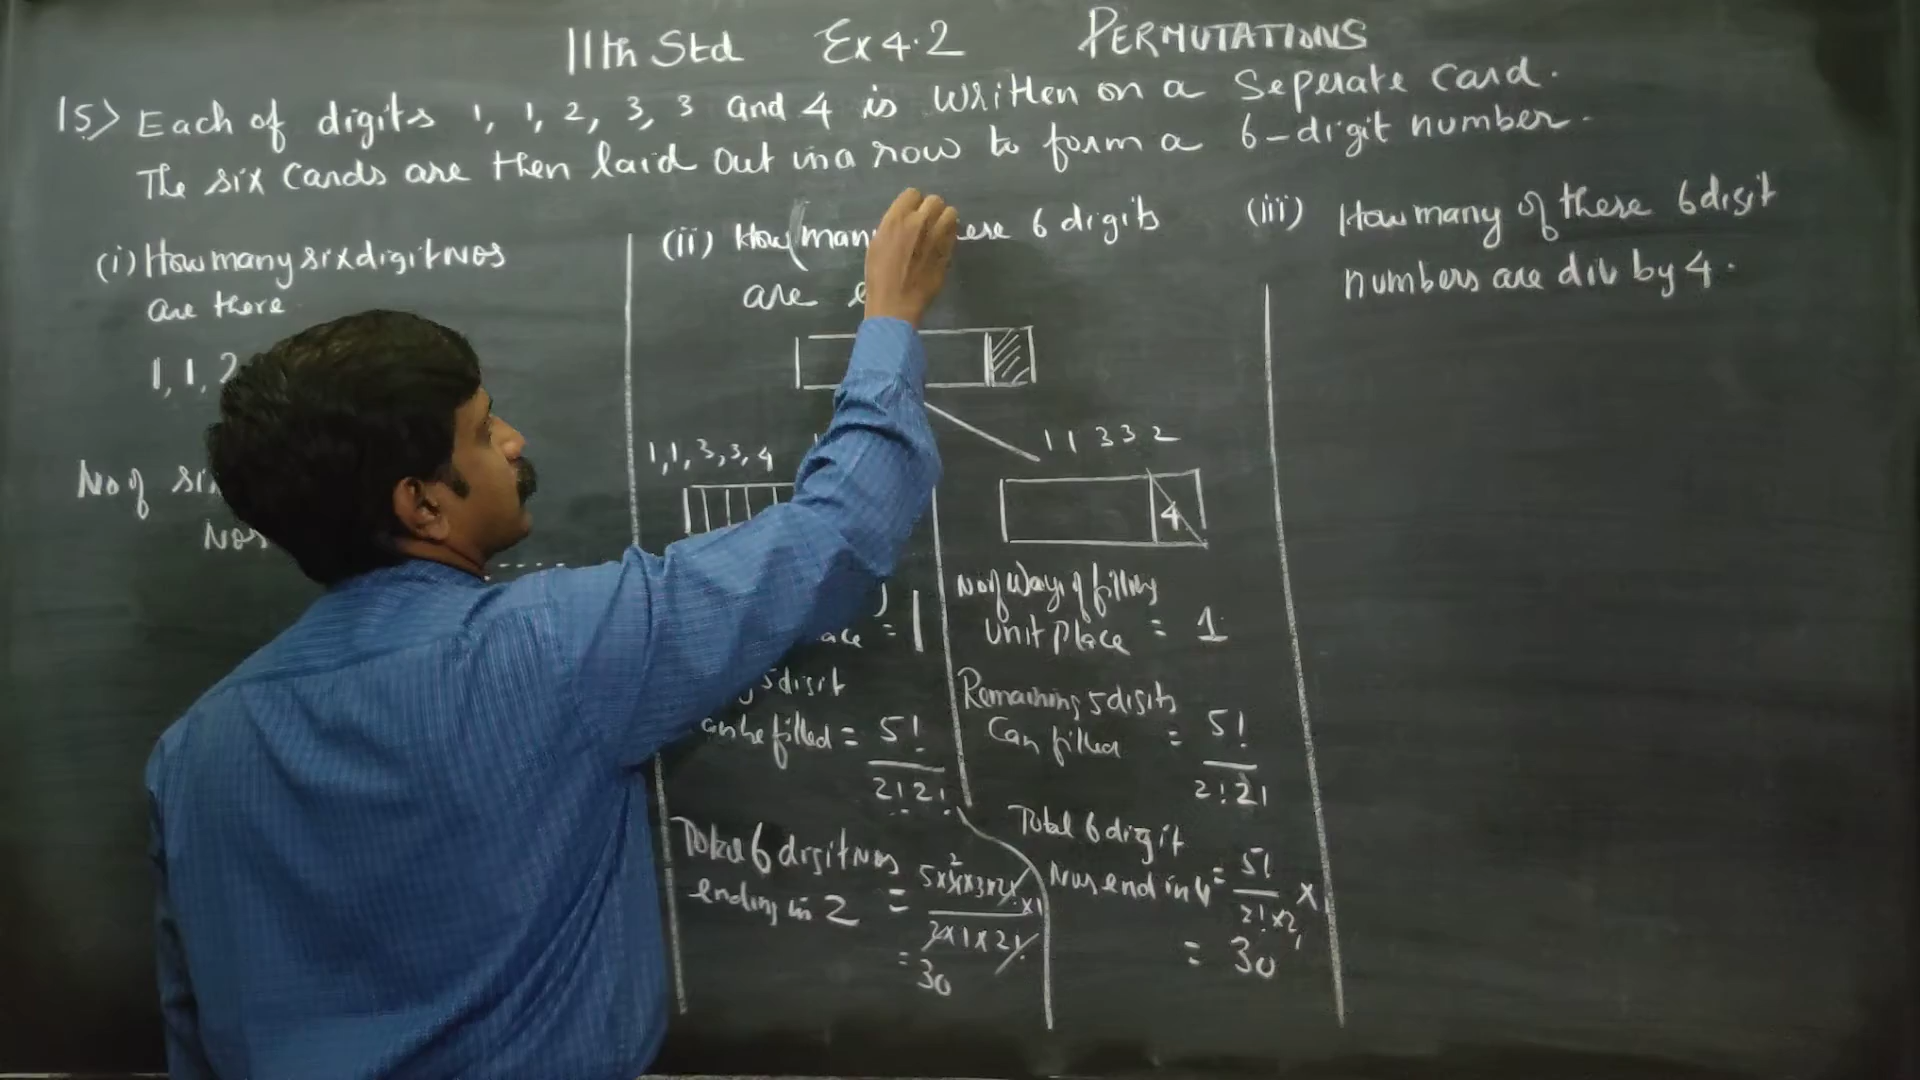 11th Std Ex 4.2 PERMUTATIONS
15) Each of digits 1, 1, 2, 3, 3 and 4 is written on a Seperate Card.
The six Cards are then laid out in a row to form a 6-digit number.
(i) How many six digit Nos
are there
1, 1, 2
No of six
Nos
(ii) How many ere 6 digits
are
1, 1, 3, 3, 4
1 1 3 3 2
4
ace = 1
5 digit
can be filled = 5!
2! 2!
Total 6 digit Nos
ending in 2 = 5x4x3x2! x1
2x1x2!
= 30
No of Ways of filling
Unit Place = 1
Remaining 5 digits
Can filled = 5!
2! 2!
Total 6 digit
Nos end in 4 = 5! x 1
2! x 2!
= 30
(iii) How many of there 6 digit
numbers are div by 4.